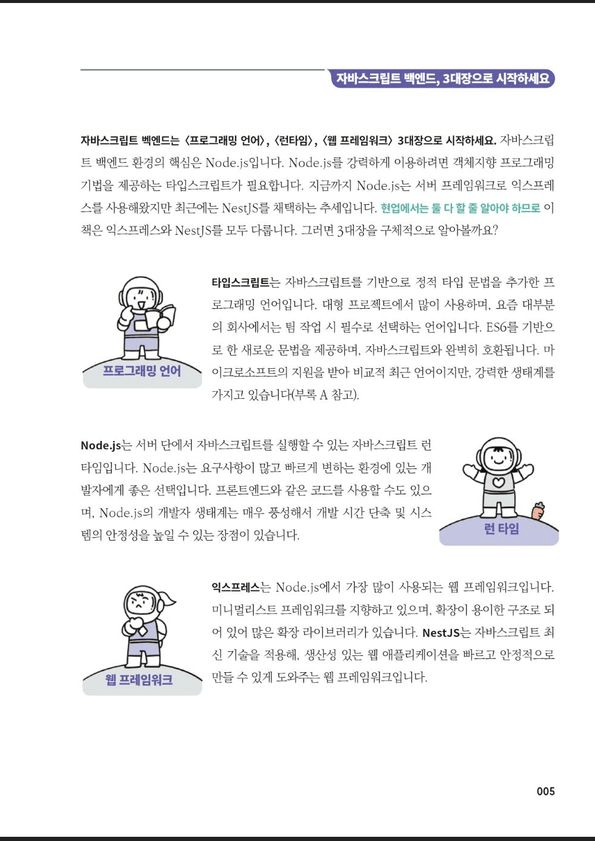 자바스크립트 백엔드, 3대장으로 시작하세요
자바스크립트 벡엔드는 〈프로그래밍 언어〉, 〈런타임〉, 〈웹 프레임워크〉 3대장으로 시작하세요. 자바스크립
트 백엔드 환경의 핵심은 Node.js입니다. Node.js를 강력하게 이용하려면 객체지향 프로그래밍
기법을 제공하는 타입스크립트가 필요합니다. 지금까지 Node.js는 서버 프레임워크로 익스프레
스를 사용해왔지만 최근에는 NestJS를 채택하는 추세입니다. 현업에서는 둘 다 할 줄 알아야 하므로 이
책은 익스프레스와 NestJS를 모두 다룹니다. 그러면 3대장을 구체적으로 알아볼까요?
타입스크립트는 자바스크립트를 기반으로 정적 타입 문법을 추가한 프
로그래밍 언어입니다. 대형 프로젝트에서 많이 사용하며, 요즘 대부분
의 회사에서는 팀 작업 시 필수로 선택하는 언어입니다. ES6를 기반으
로 한 새로운 문법을 제공하며, 자바스크립트와 완벽히 호환됩니다. 마
이크로소프트의 지원을 받아 비교적 최근 언어이지만, 강력한 생태계를
가지고 있습니다(부록 A 참고).
프로그래밍 언어
Node.js는 서버 단에서 자바스크립트를 실행할 수 있는 자바스크립트 런
타임입니다. Node.js는 요구사항이 많고 빠르게 변하는 환경에 있는 개
발자에게 좋은 선택입니다. 프론트엔드와 같은 코드를 사용할 수도 있으
며, Node.js의 개발자 생태계는 매우 풍성해서 개발 시간 단축 및 시스
템의 안정성을 높일 수 있는 장점이 있습니다.
런 타임
익스프레스는 Node.js에서 가장 많이 사용되는 웹 프레임워크입니다.
미니멀리스트 프레임워크를 지향하고 있으며, 확장이 용이한 구조로 되
어 있어 많은 확장 라이브러리가 있습니다. NestJS는 자바스크립트 최
신 기술을 적용해, 생산성 있는 웹 애플리케이션을 빠르고 안정적으로
만들 수 있게 도와주는 웹 프레임워크입니다.
웹 프레임워크
005